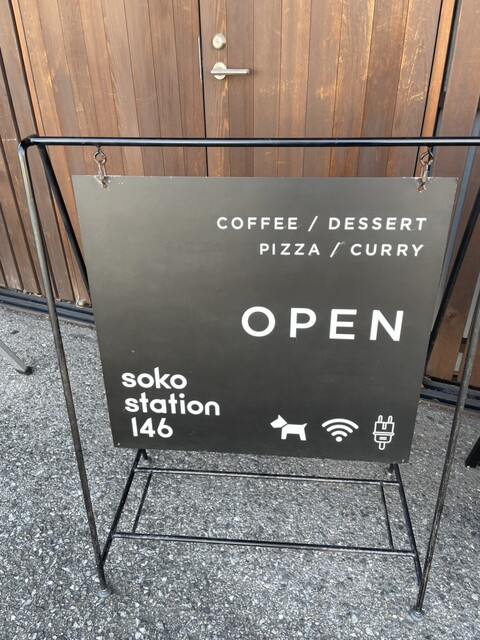 COFFEE / DESSERT
PIZZA / CURRY
OPEN
soko
station
146